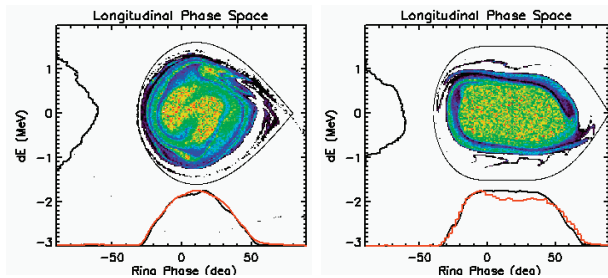 Longitudinal Phase Space
dE (MeV)
1
0
-1
-2
-3
-50 0 50
Ring Phase (deg)
Longitudinal Phase Space
dE (MeV)
1
0
-1
-2
-3
-50 0 50
Ring Phase (deg)